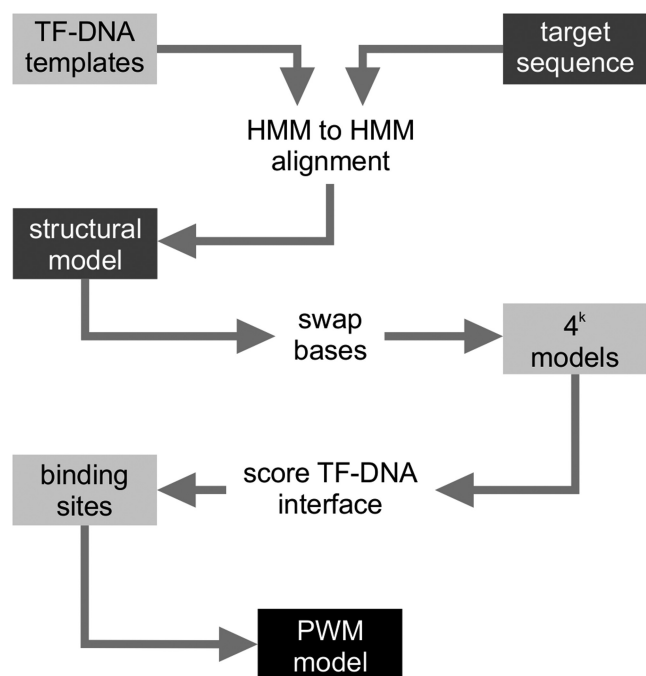 TF-DNA
templates
target
sequence
HMM to HMM
alignment
structural
model
swap
bases
4ᵏ
models
binding
sites
score TF-DNA
interface
PWM
model